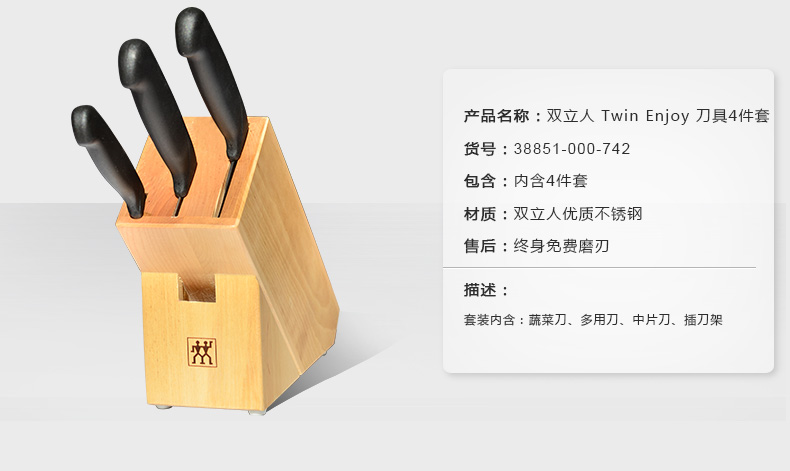 产品名称：双立人 Twin Enjoy 刀具4件套
货号：38851-000-742
包含：内含4件套
材质：双立人优质不锈钢
售后：终身免费磨刃
描述：
套装内含：蔬菜刀、多用刀、中片刀、插刀架